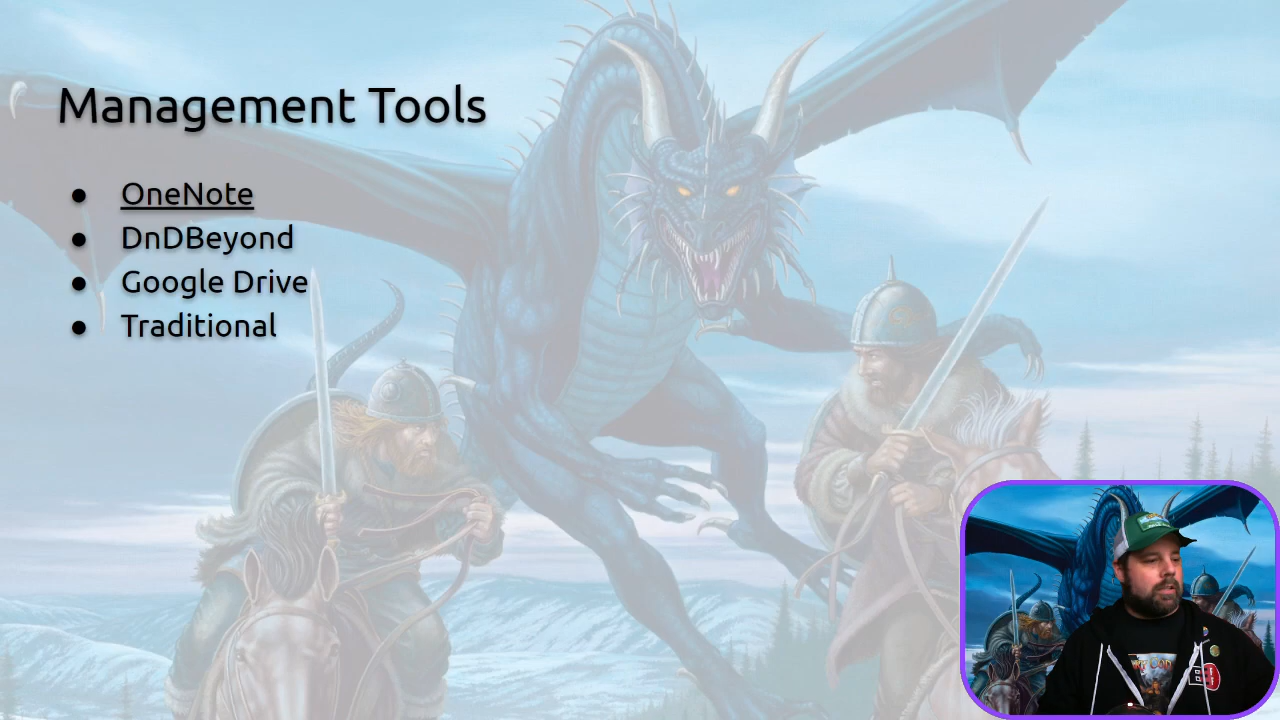 Management Tools
● OneNote
● DnDBeyond
● Google Drive
● Traditional